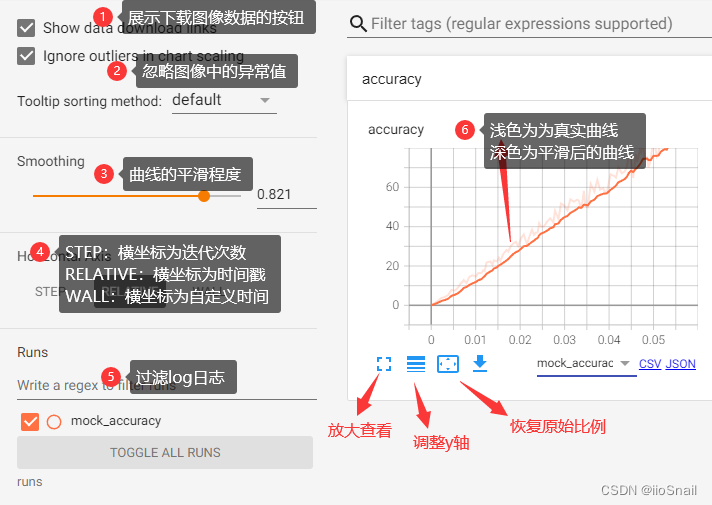 1 展示下载图像数据的按钮
Show data download links
Ignore outliers in chart scaling
2 忽略图像中的异常值
Tooltip sorting method: default
Smoothing
3 曲线的平滑程度
0.821
Horizontal Axis
4 STEP：横坐标为迭代次数
RELATIVE：横坐标为时间戳
WALL：横坐标为自定义时间
STEP RELATIVE WALL
Runs
5 过滤log日志
Write a regex to filter runs
mock_accuracy
TOGGLE ALL RUNS
runs
Filter tags (regular expressions supported)
accuracy
accuracy
6 浅色为为真实曲线
深色为平滑后的曲线
60
40
20
0
0 0.01 0.02 0.03 0.04 0.05
mock_accurac CSV JSON
放大查看
调整y轴
恢复原始比例
CSDN @iioSnail